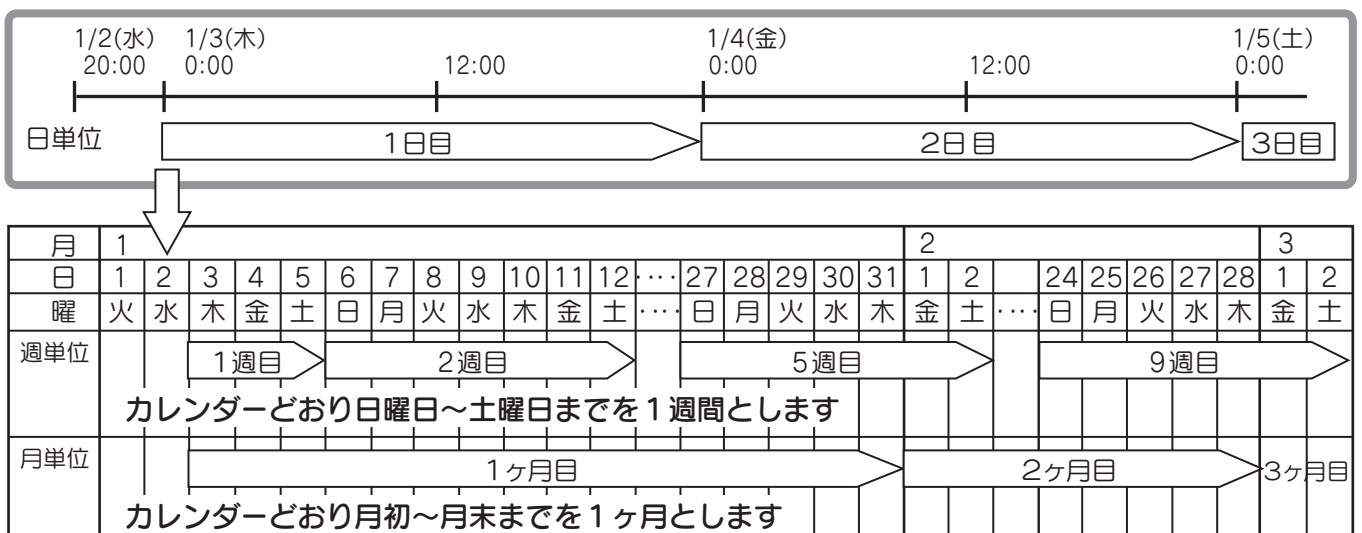 1/2(水) 1/3(木) 1/4(金) 1/5(土)
20:00 0:00 12:00 0:00 12:00 0:00
日単位 1日目 2日目 3日目
月 1 2 3
日 1 2 3 4 5 6 7 8 9 10 11 12 ···· 27 28 29 30 31 1 2 24 25 26 27 28 1 2
曜 火 水 木 金 土 日 月 火 水 木 金 土 ···· 日 月 火 水 木 金 土 ···· 日 月 火 水 木 金 土
週単位 1週目 2週目 5週目 9週目
カレンダーどおり日曜日～土曜日までを1週間とします
月単位 1ヶ月目 2ヶ月目 3ヶ月目
カレンダーどおり月初～月末までを1ヶ月とします